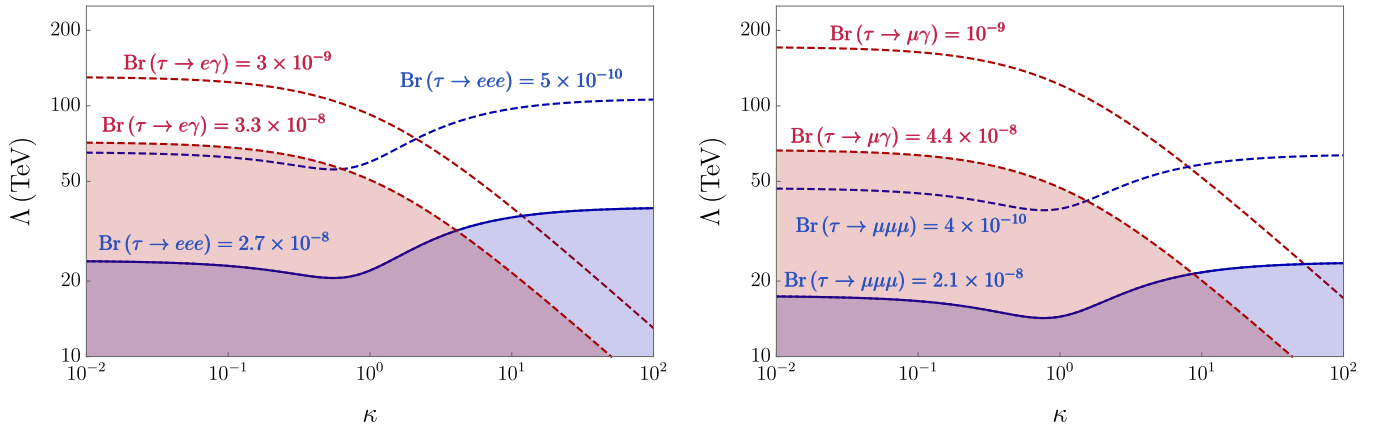 200
100
50
20
10
Λ (TeV)
Br (τ → eγ) = 3 × 10⁻⁹
Br (τ → eee) = 5 × 10⁻¹⁰
Br (τ → eγ) = 3.3 × 10⁻⁸
Br (τ → eee) = 2.7 × 10⁻⁸
10⁻² 10⁻¹ 10⁰ 10¹ 10²
κ
200
100
50
20
10
Λ (TeV)
Br (τ → μγ) = 10⁻⁹
Br (τ → μγ) = 4.4 × 10⁻⁸
Br (τ → μμμ) = 4 × 10⁻¹⁰
Br (τ → μμμ) = 2.1 × 10⁻⁸
10⁻² 10⁻¹ 10⁰ 10¹ 10²
κ